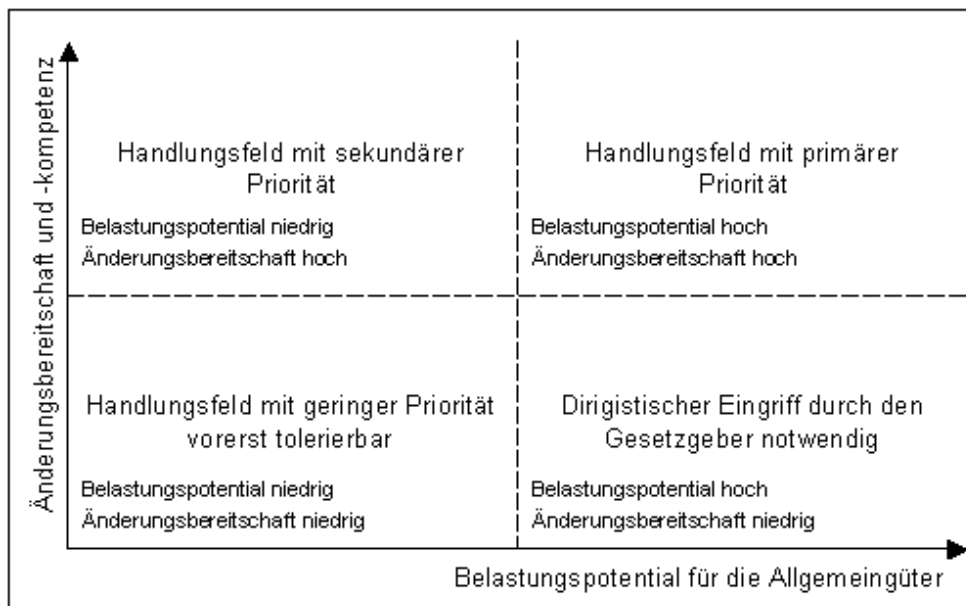 Änderungsbereitschaft und -kompetenz
Handlungsfeld mit sekundärer
Priorität
Belastungspotential niedrig
Änderungsbereitschaft hoch
Handlungsfeld mit primärer
Priorität
Belastungspotential hoch
Änderungsbereitschaft hoch
Handlungsfeld mit geringer Priorität
vorerst tolerierbar
Belastungspotential niedrig
Änderungsbereitschaft niedrig
Dirigistischer Eingriff durch den
Gesetzgeber notwendig
Belastungspotential hoch
Änderungsbereitschaft niedrig
Belastungspotential für die Allgemeingüter